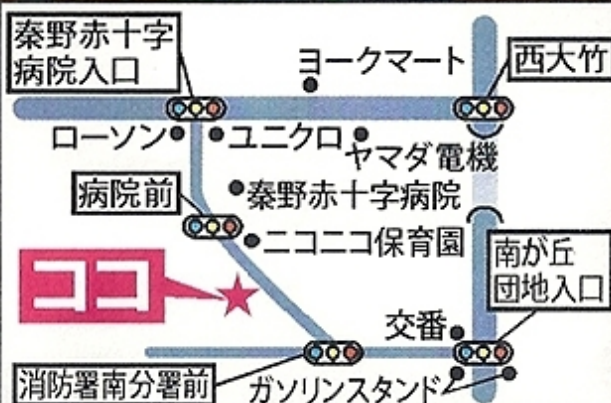 秦野赤十字
病院入口
ヨークマート
西大竹
ローソン
ユニクロ
ヤマダ電機
病院前
秦野赤十字病院
ニコニコ保育園
南が丘
団地入口
ココ
交番
消防署南分署前
ガソリンスタンド